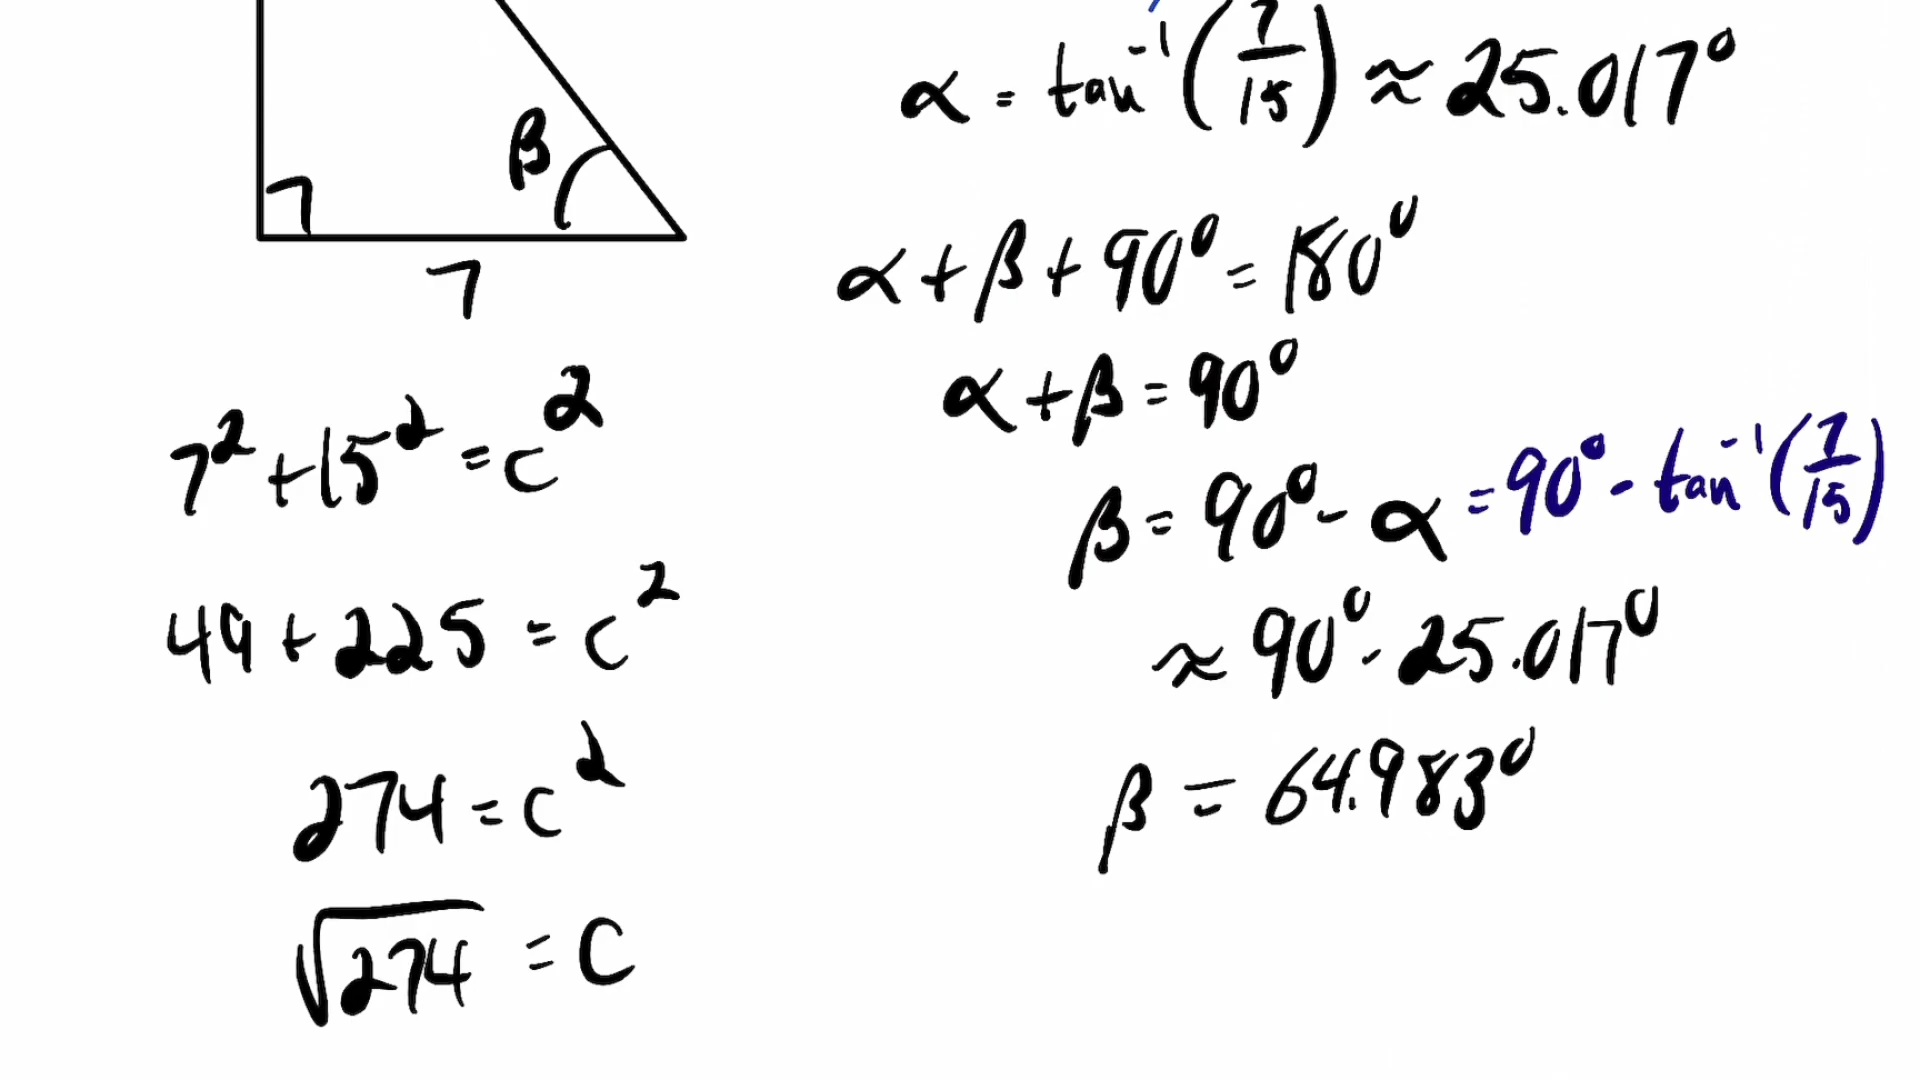 β
7
7² + 15² = c²
49 + 225 = c²
274 = c²
√274 = c
α = tan⁻¹(7/15) ≈ 25.017°
α + β + 90° = 180°
α + β = 90°
β = 90° - α = 90° - tan⁻¹(7/15)
≈ 90° - 25.017°
β = 64.983°